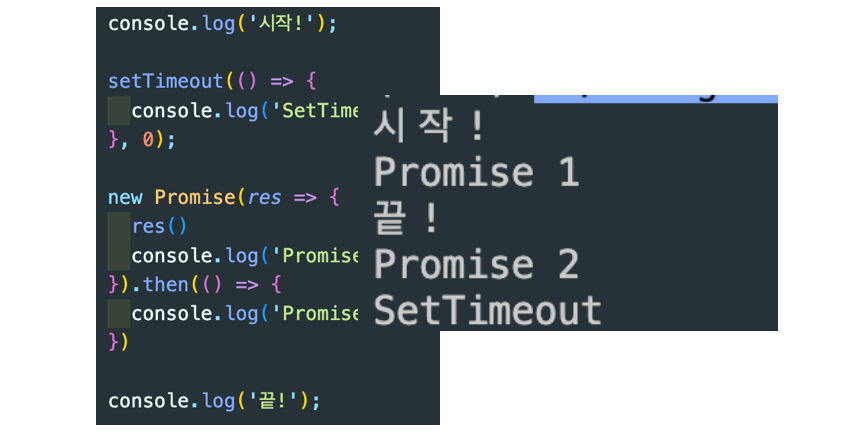 console.log('시작!');
setTimeout(() => {
console.log('SetTime
}, 0);
new Promise(res => {
res()
console.log('Promise
}).then(() => {
console.log('Promise
})
console.log('끝!');
시작!
Promise 1
끝!
Promise 2
SetTimeout